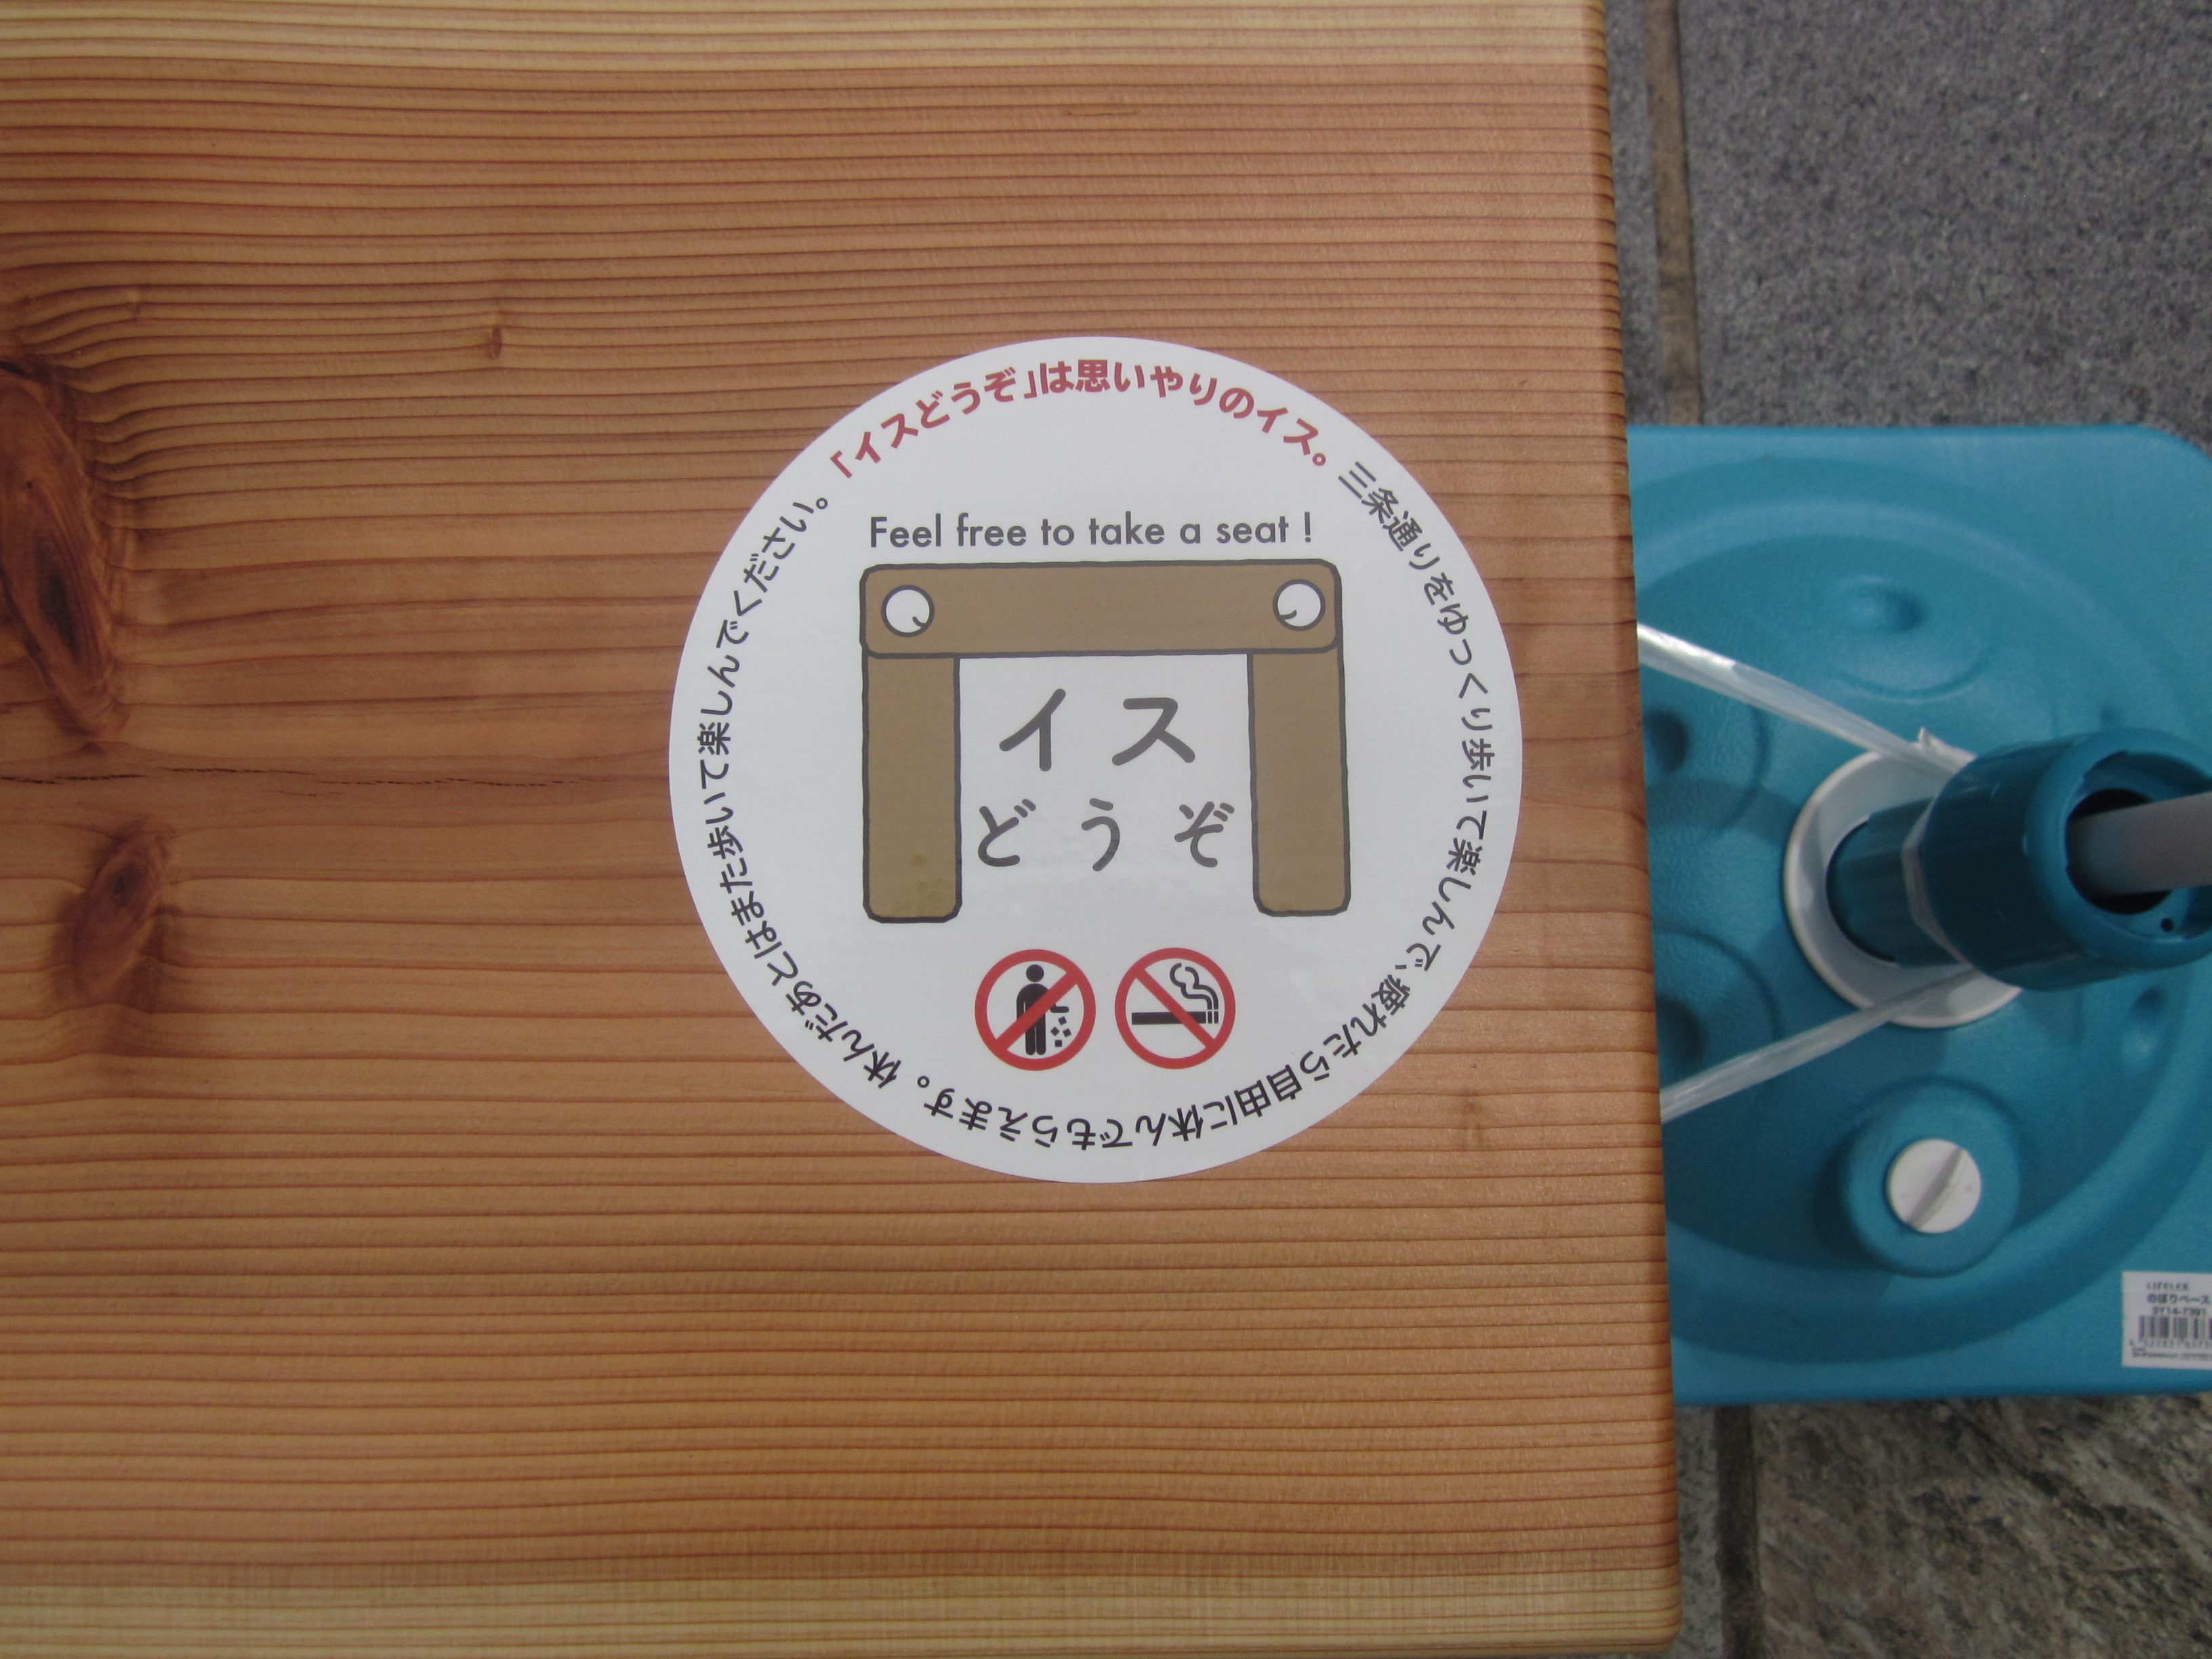 「イスどうぞ」は思いやりのイス。三条通りをゆっくり歩いて楽しんで、疲れたら自由に休んでもらえます。休んだあとはまた歩いて楽しんでください。
Feel free to take a seat !
イス
どうぞ
のぼりベース